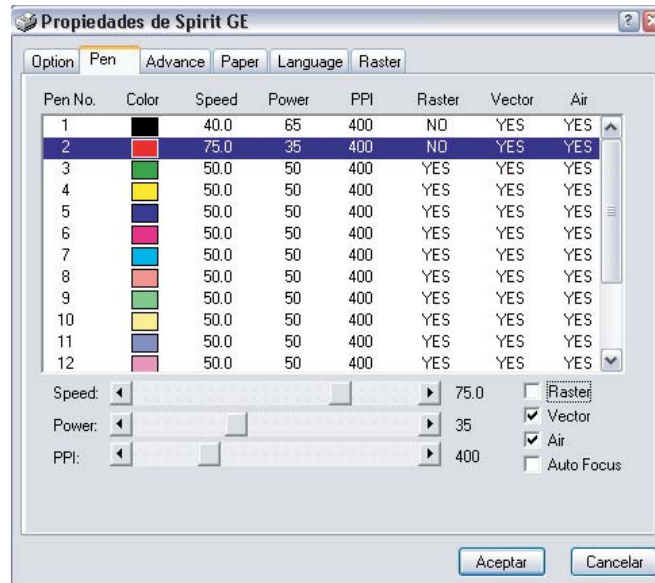 Propiedades de Spirit GE
Option Pen Advance Paper Language Raster
Pen No. Color Speed Power PPI Raster Vector Air
1 40.0 65 400 NO YES YES
2 75.0 35 400 NO YES YES
3 50.0 50 400 YES YES YES
4 50.0 50 400 YES YES YES
5 50.0 50 400 YES YES YES
6 50.0 50 400 YES YES YES
7 50.0 50 400 YES YES YES
8 50.0 50 400 YES YES YES
9 50.0 50 400 YES YES YES
10 50.0 50 400 YES YES YES
11 50.0 50 400 YES YES YES
12 50.0 50 400 YES YES YES
Speed: 75.0 Raster
Power: 35 Vector
Air
PPI: 400 Auto Focus
Aceptar Cancelar